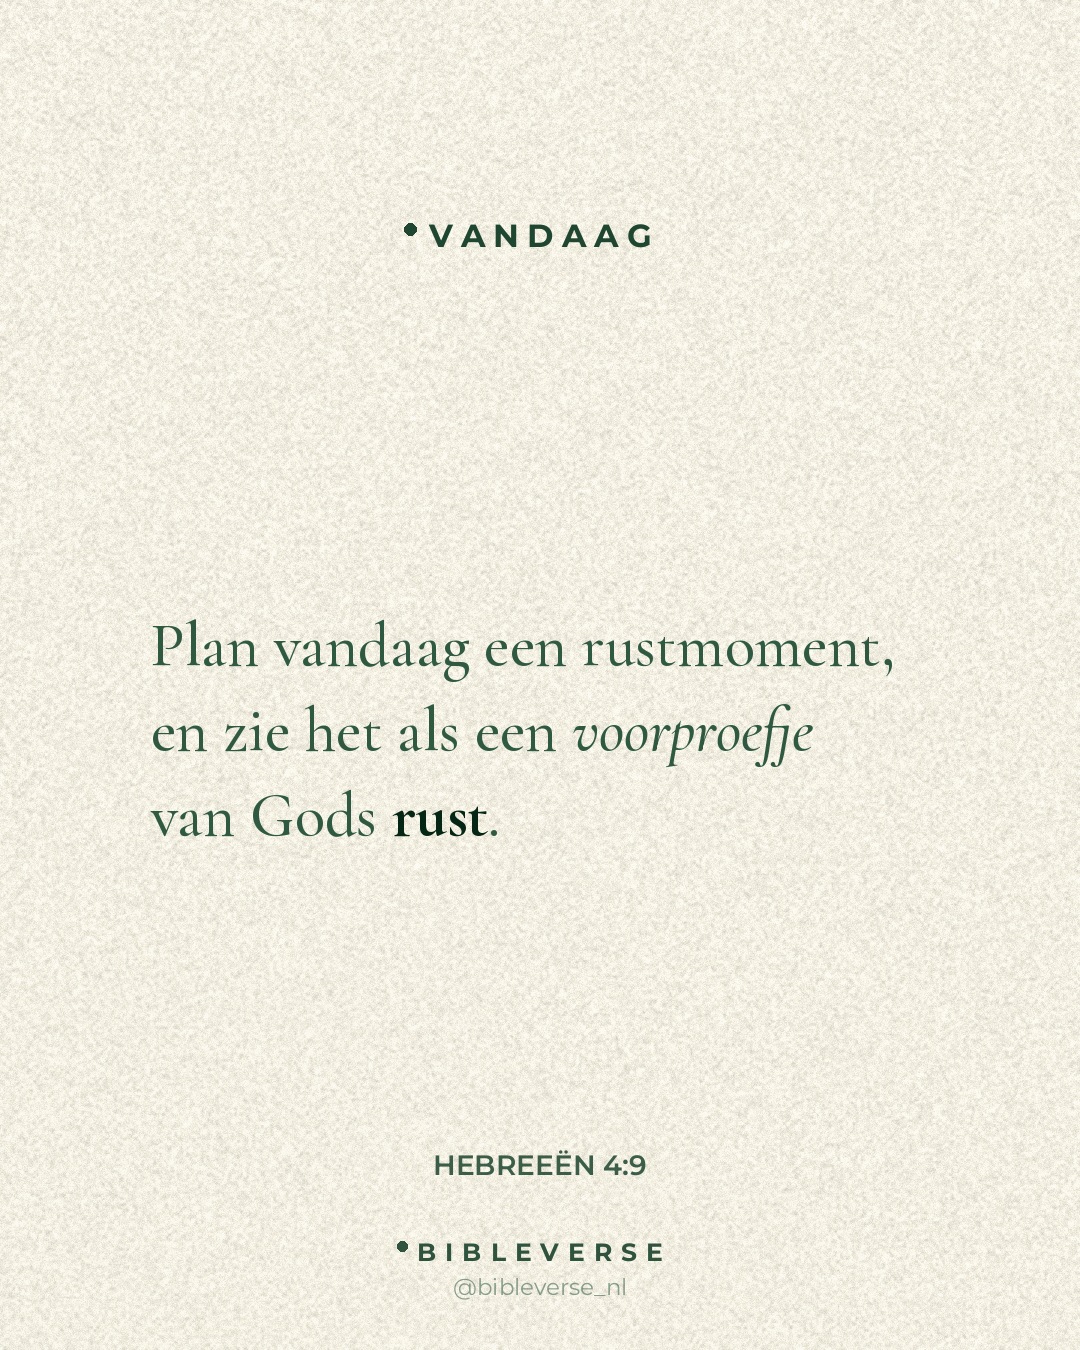 VANDAAG
Plan vandaag een rustmoment,
en zie het als een voorproefje
van Gods rust.
HEBREEËN 4:9
BIBLEVERSE
@bibleverse_nl